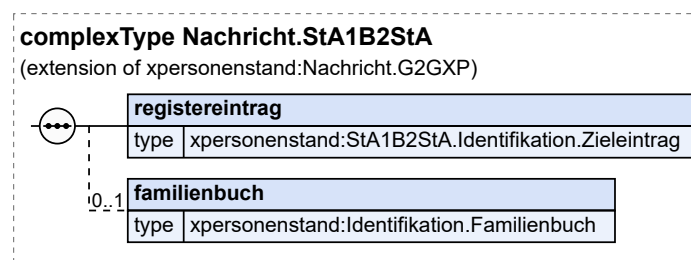 complexType Nachricht.StA1B2StA
(extension of xpersonenstand:Nachricht.G2GXP)
registereintrag
type xpersonenstand:StA1B2StA.Identifikation.Zieleintrag
0..1
familienbuch
type xpersonenstand:Identifikation.Familienbuch